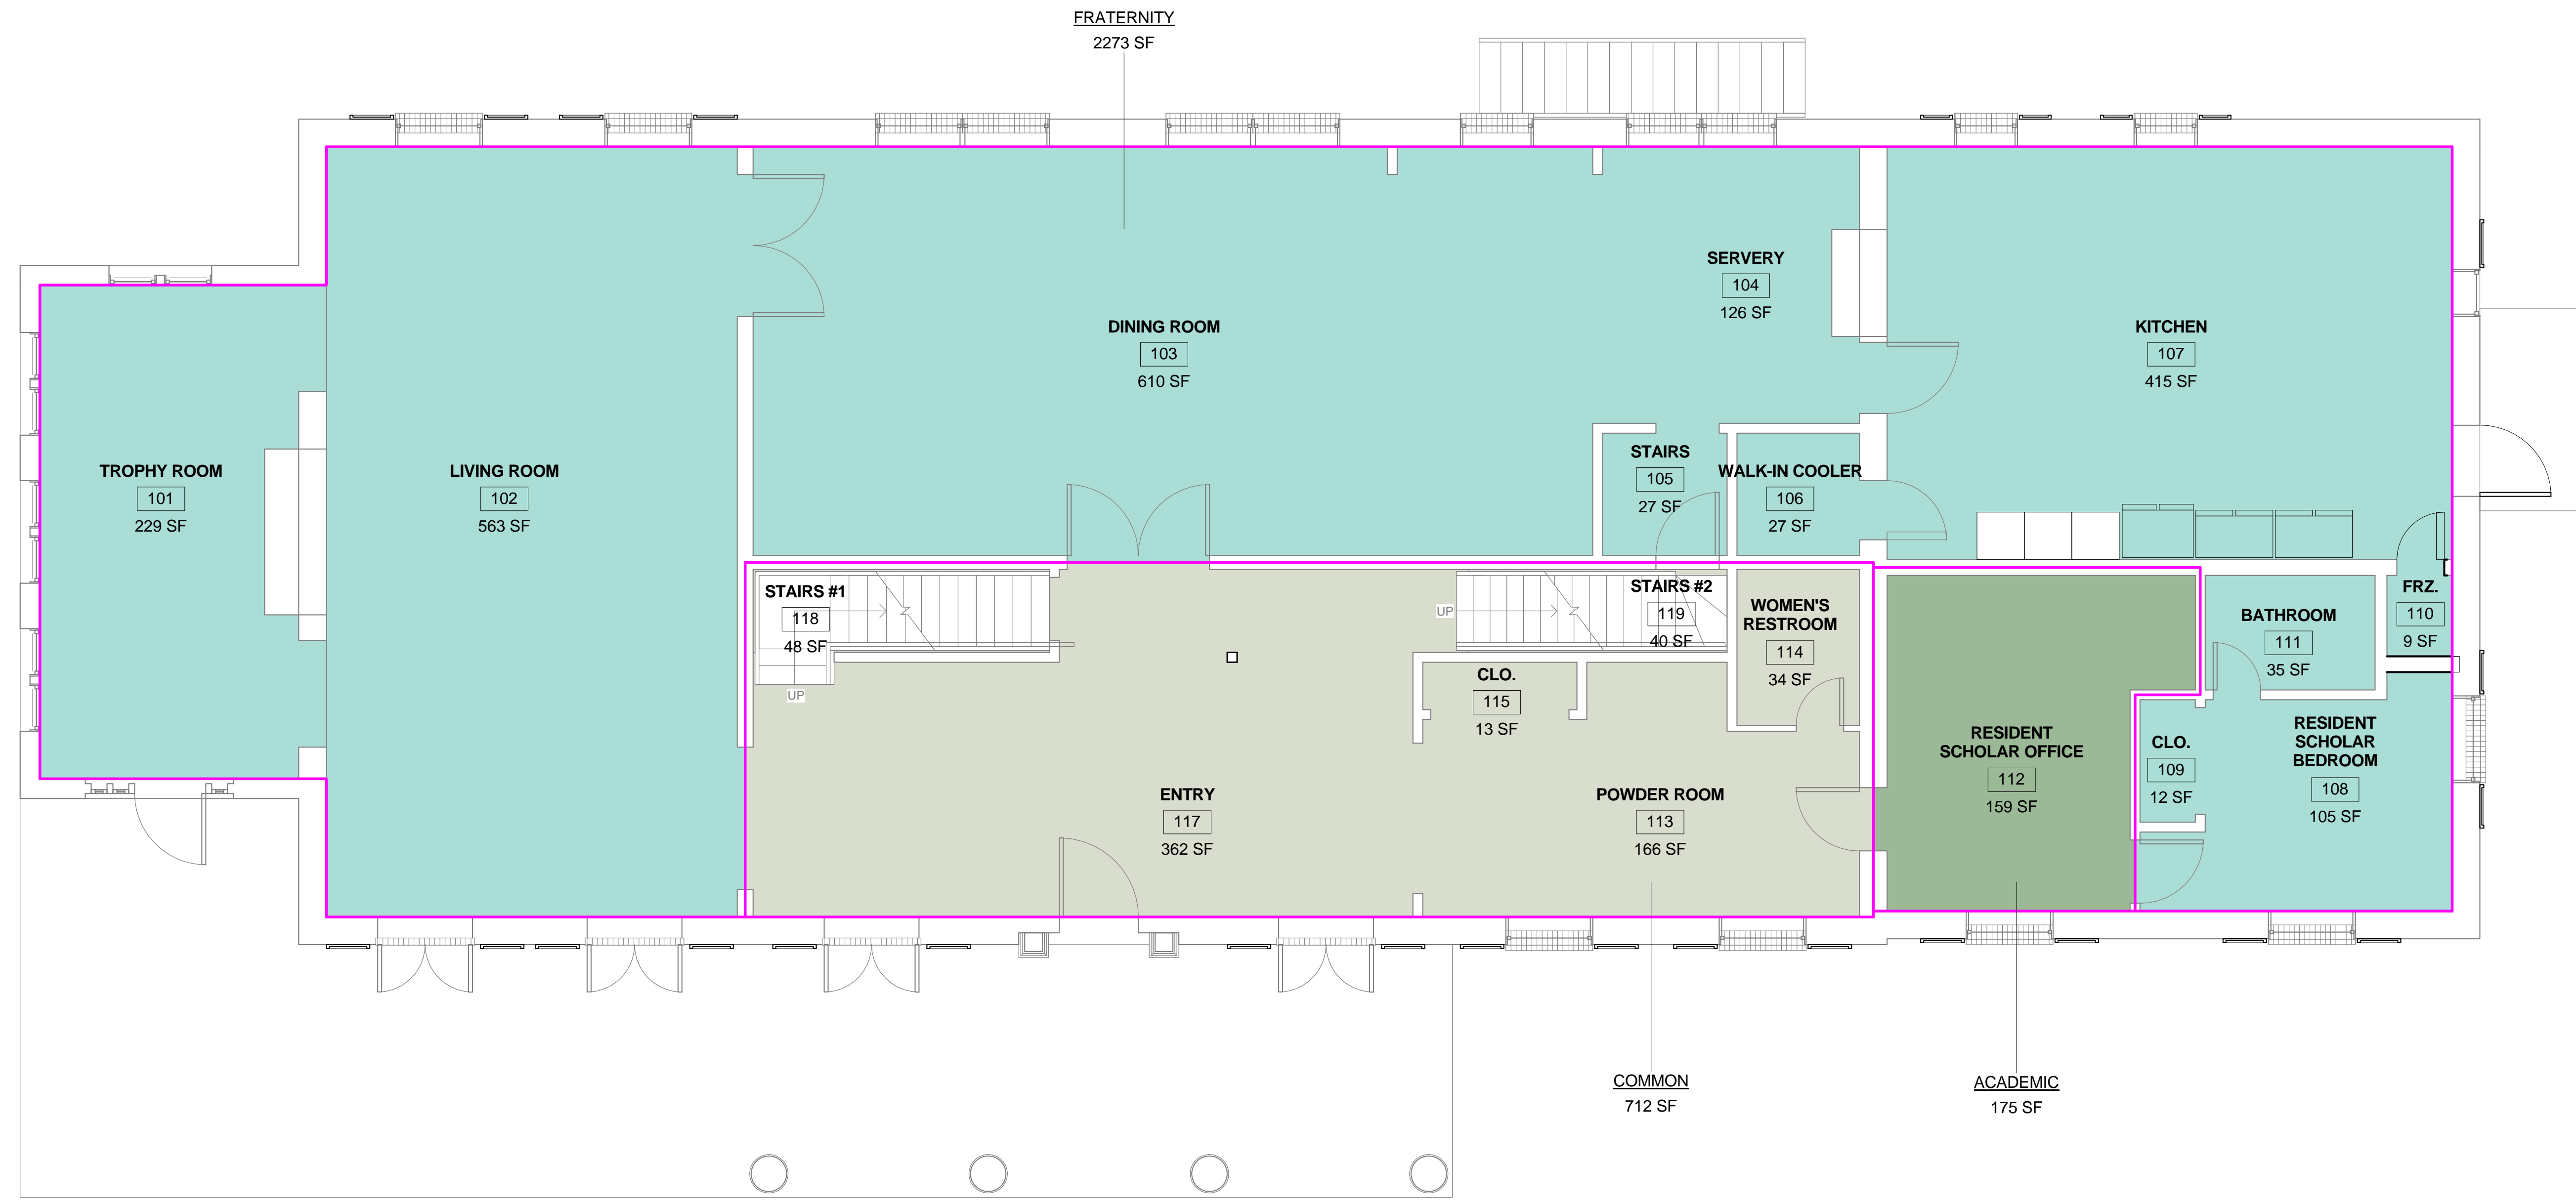 FRATERNITY
2273 SF
SERVERY
104
126 SF
DINING ROOM
103
610 SF
KITCHEN
107
415 SF
TROPHY ROOM
101
229 SF
LIVING ROOM
102
563 SF
STAIRS
105
27 SF
WALK-IN COOLER
106
27 SF
STAIRS #1
118
48 SF
UP
UP
STAIRS #2
119
40 SF
WOMEN'S
RESTROOM
114
34 SF
CLO.
115
13 SF
BATHROOM
111
35 SF
FRZ.
110
9 SF
RESIDENT
SCHOLAR OFFICE
112
159 SF
CLO.
109
12 SF
RESIDENT
SCHOLAR
BEDROOM
108
105 SF
ENTRY
117
362 SF
POWDER ROOM
113
166 SF
COMMON
712 SF
ACADEMIC
175 SF